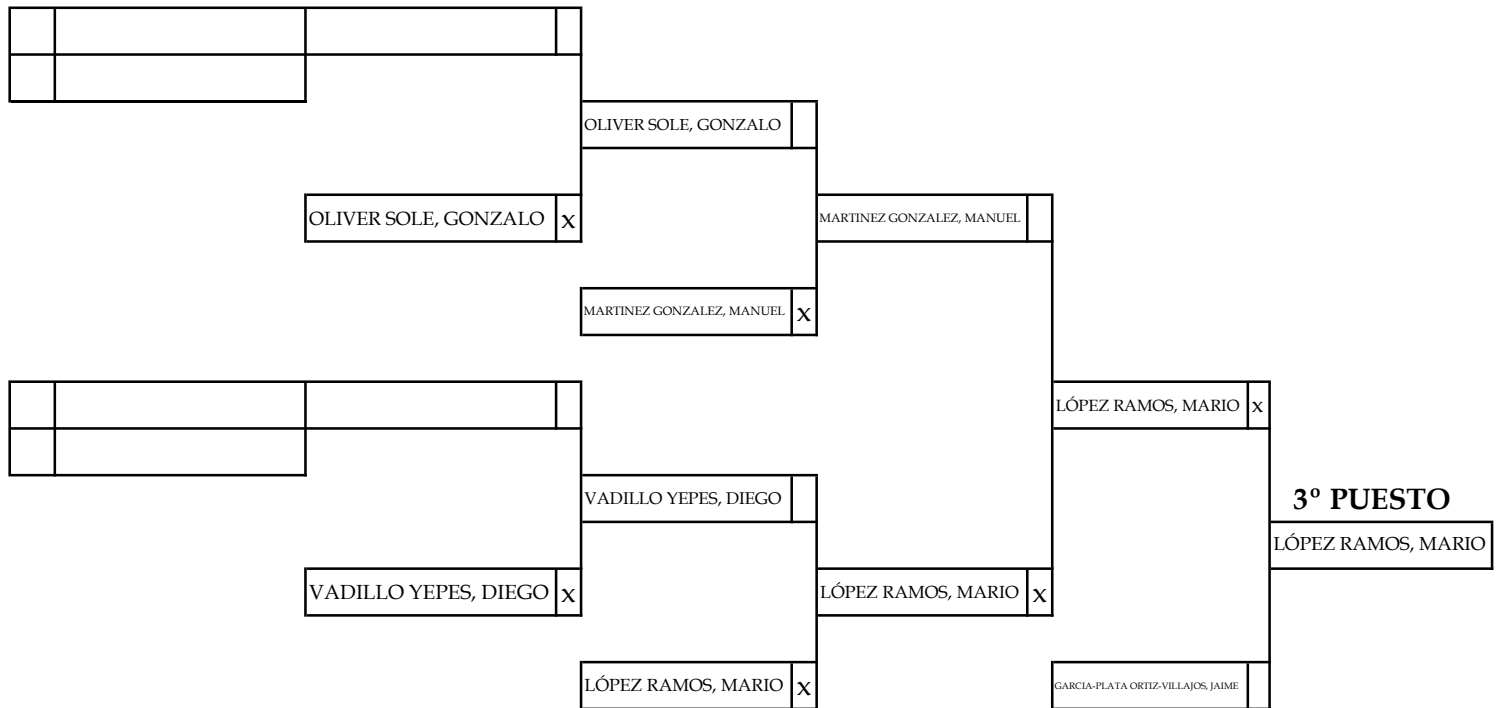 OLIVER SOLE, GONZALO
OLIVER SOLE, GONZALO x
MARTINEZ GONZALEZ, MANUEL
MARTINEZ GONZALEZ, MANUEL x
LÓPEZ RAMOS, MARIO x
VADILLO YEPES, DIEGO
3º PUESTO
LÓPEZ RAMOS, MARIO
VADILLO YEPES, DIEGO x
LÓPEZ RAMOS, MARIO x
LÓPEZ RAMOS, MARIO x
GARCIA-PLATA ORTIZ-VILLAJOS, JAIME